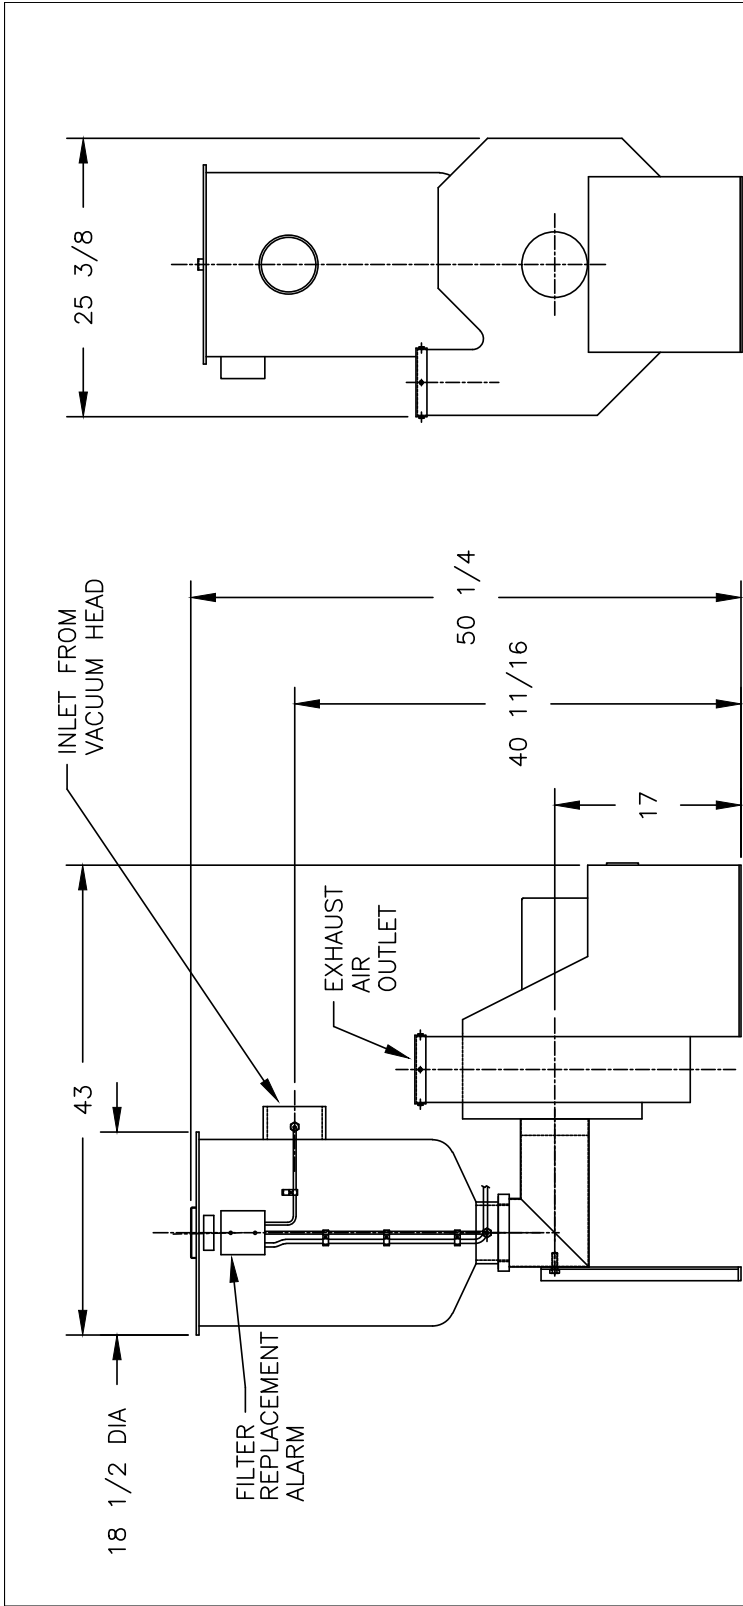 25 3/8
INLET FROM
VACUUM HEAD
50 1/4
40 11/16
17
43
EXHAUST
AIR
OUTLET
18 1/2 DIA
FILTER
REPLACEMENT
ALARM